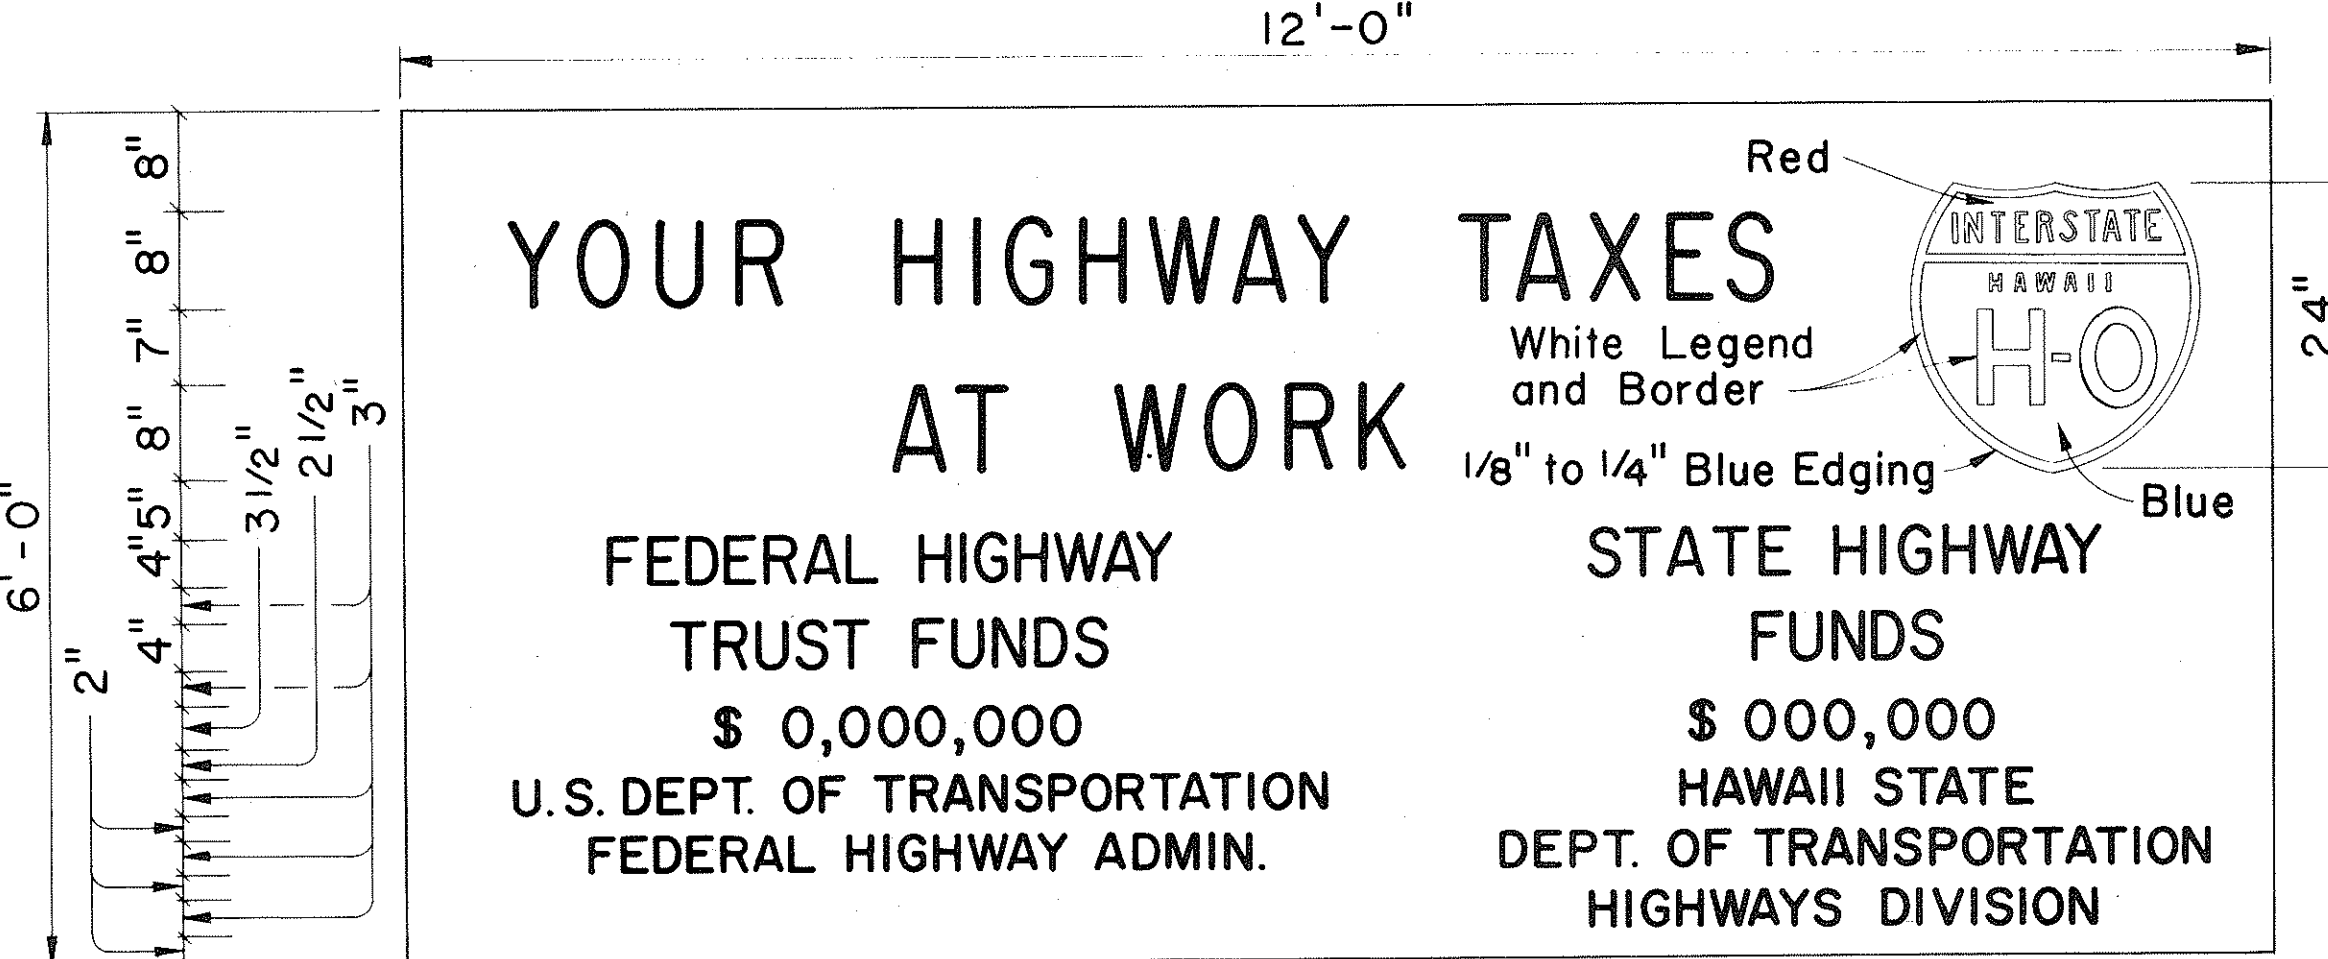 12'-0"
8"
8"
7"
8"
5"
4"
4"
3 1/2"
2 1/2"
3"
2"
6'-0"
YOUR HIGHWAY TAXES
AT WORK
Red
INTERSTATE
HAWAII
H-0
White Legend
and Border
1/8" to 1/4" Blue Edging
Blue
24"
FEDERAL HIGHWAY
TRUST FUNDS
$ 0,000,000
U.S. DEPT. OF TRANSPORTATION
FEDERAL HIGHWAY ADMIN.
STATE HIGHWAY
FUNDS
$ 000,000
HAWAII STATE
DEPT. OF TRANSPORTATION
HIGHWAYS DIVISION